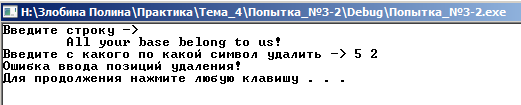 H:\Злобина Полина\Практика\Тема_4\Попытка_№3-2\Debug\Попытка_№3-2.exe
Введите строку ->
All your base belong to us!
Введите с какого по какой символ удалить -> 5 2
Ошибка ввода позиций удаления!
Для продолжения нажмите любую клавишу . . .